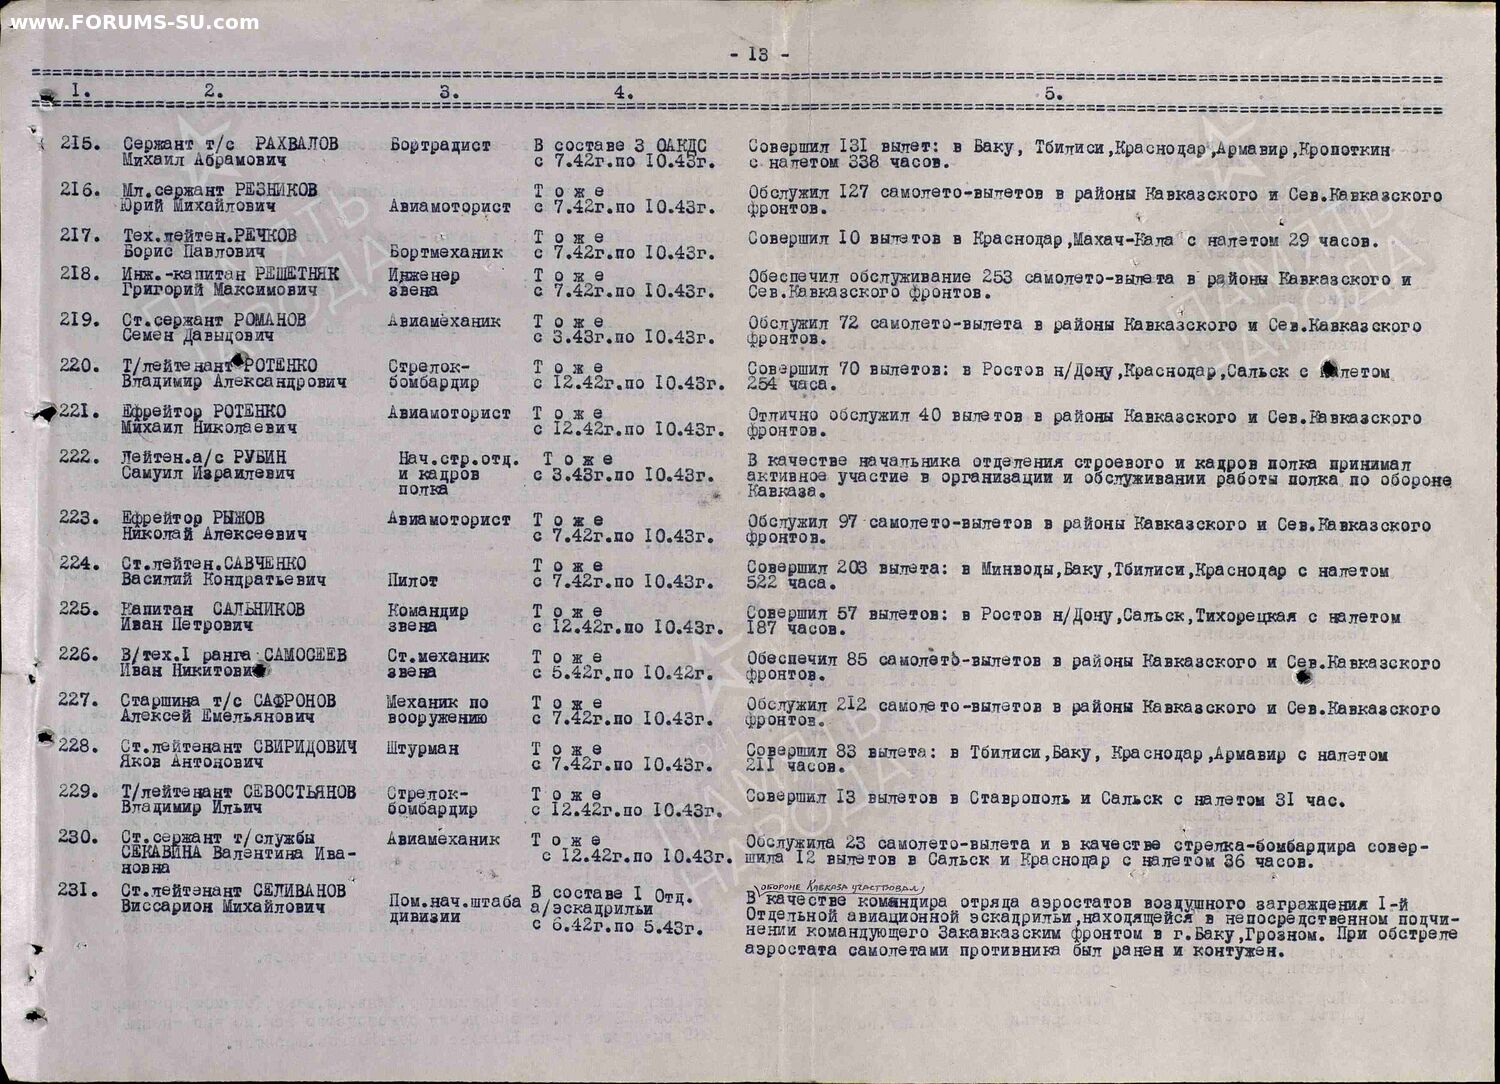 www.FORUMS-SU.com
- 13 -
1. 2. 3. 4. 5.
215. Сержант т/с РАХВАЛОВ Бортрадист В составе 3 ОАКДС Совершил 131 вылет: в Баку, Тбилиси,Краснодар,Армавир,Кропоткин
Михаил Абрамович с 7.42г.по 10.43г. с налетом 338 часов.
216. Мл.сержант РЕЗНИКОВ Т о ж е Обслужил 127 самолето-вылетов в районы Кавказского и Сев.Кавказского
Юрий Михайлович Авиамоторист с 7.42г.по 10.43г. фронтов.
217. Тех.лейтен.РЕЧКОВ Т о ж е Совершил 10 вылетов в Краснодар,Махач-Кала с налетом 29 часов.
Борис Павлович Бортмеханик с 7.42г.по 10.43г.
218. Инж.-капитан РЕШЕТНЯК Инженер Т о ж е Обеспечил обслуживание 253 самолето-вылета в районы Кавказского и
Григорий Максимович звена с 7.42г.по 10.43г. Сев.Кавказского фронтов.
219. Ст.сержант РОМАНОВ Авиамеханик Т о ж е Обслужил 72 самолето-вылета в районы Кавказского и Сев.Кавказского
Семен Давыдович с 3.43г.по 10.43г. фронтов.
220. Т/лейтенант РОТЕНКО Стрелок- Т о ж е Совершил 70 вылетов: в Ростов н/Дону,Краснодар,Сальск с налетом
Владимир Александрович бомбардир с 12.42г.по 10.43г. 254 часа.
221. Ефрейтор РОТЕНКО Авиамоторист Т о ж е Отлично обслужил 40 вылетов в районы Кавказского и Сев.Кавказского
Михаил Николаевич с 12.42г.по 10.43г. фронтов.
222. Лейтен.а/с РУБИН Нач.стр.отд. Т о ж е В качестве начальника отделения строевого и кадров полка принимал
Самуил Израилевич и кадров с 3.43г.по 10.43г. активное участие в организации и обслуживании работы полка по обороне
полка Кавказа.
223. Ефрейтор РЫЖОВ Авиамоторист Т о ж е Обслужил 97 самолето-вылетов в районы Кавказского и Сев.Кавказского
Николай Алексеевич с 7.42г.по 10.43г. фронтов.
224. Ст.лейтен.САВЧЕНКО Т о ж е Совершил 203 вылета: в Минводы,Баку,Тбилиси,Краснодар с налетом
Василий Кондратьевич Пилот с 7.42г.по 10.43г. 522 часа.
225. Капитан САЛЬНИКОВ Командир Т о ж е Совершил 57 вылетов: в Ростов н/Дону,Сальск,Тихорецкая с налетом
Иван Петрович звена с 12.42г.по 10.43г. 187 часов.
226. В/тех.1 ранга САМОСЕЕВ Ст.механик Т о ж е Обеспечил 85 самолето-вылетов в районы Кавказского и Сев.Кавказского
Иван Никитович звена с 5.42г.по 10.42г. фронтов.
227. Старшина т/с САФРОНОВ Механик по Т о ж е Обслужил 212 самолето-вылетов в районы Кавказского и Сев.Кавказского
Алексей Емельянович вооружению с 7.42г.по 10.43г. фронтов.
228. Ст.лейтенант СВИРИДОВИЧ Штурман Т о ж е Совершил 83 вылета: в Тбилиси,Баку, Краснодар,Армавир с налетом
Яков Антонович с 7.42г.по 10.43г. 211 часов.
229. Т/лейтенант СЕВОСТЬЯНОВ Стрелок- Т о ж е Совершил 13 вылетов в Ставрополь и Сальск с налетом 31 час.
Владимир Ильич бомбардир с 12.42г.по 10.43г.
230. Ст.сержант т/службы Авиамеханик Т о ж е Обслужила 23 самолето-вылета и в качестве стрелка-бомбардира совер-
СЕКАВИНА Валентина Ива- с 12.42г.по 10.43г. шила 12 вылетов в Сальск и Краснодар с налетом 36 часов.
новна
231. Ст.лейтенант СЕЛИВАНОВ Пом.нач.штаба В составе 1 Отд. обороне Кавказа участвовал,
Виссарион Михайлович дивизии а/эскадрильи В качестве командира отряда аэростатов воздушного заграждения 1-й
с 6.42г.по 5.43г. Отдельной авиационной эскадрильи,находящейся в непосредственном подчи-
нении командующего Закавказским фронтом в г.Баку,Грозном. При обстреле
аэростата самолетами противника был ранен и контужен.
ПАМЯТЬ
НАРОДА
ПАМЯТЬ
НАРОДА
ПАМЯТЬ
НАРОДА